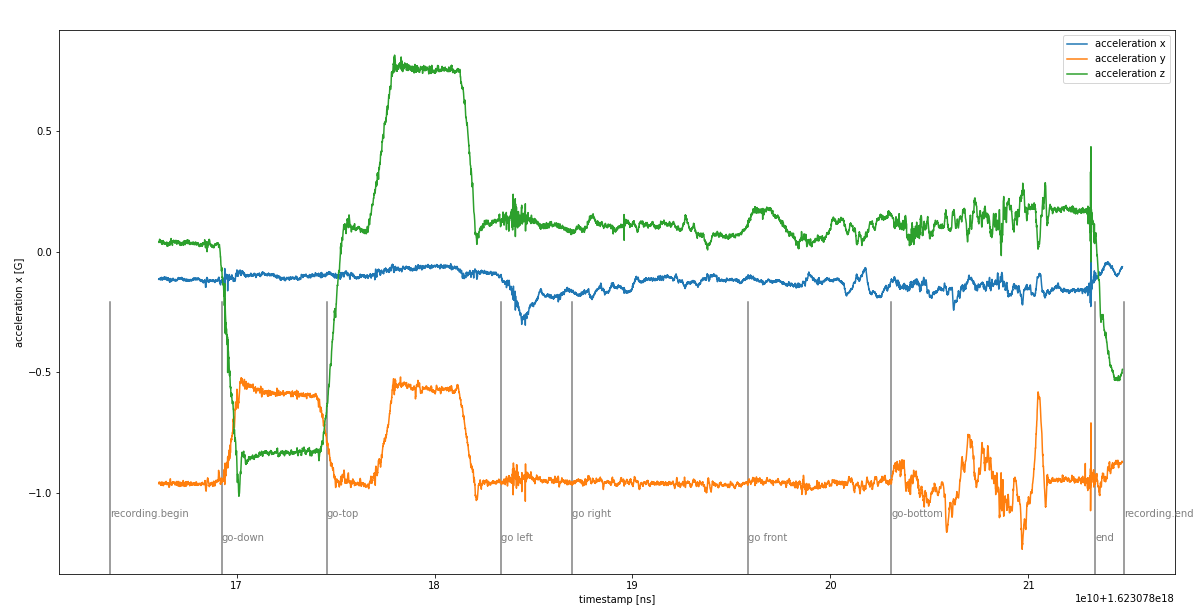 acceleration x
acceleration y
acceleration z
0.5
0.0
−0.5
−1.0
acceleration x [G]
recording.begin
go-top
go right
go-bottom
recording.end
go-down
go left
go front
end
17
18
19
20
21
timestamp [ns]
1e10+1.623078e18